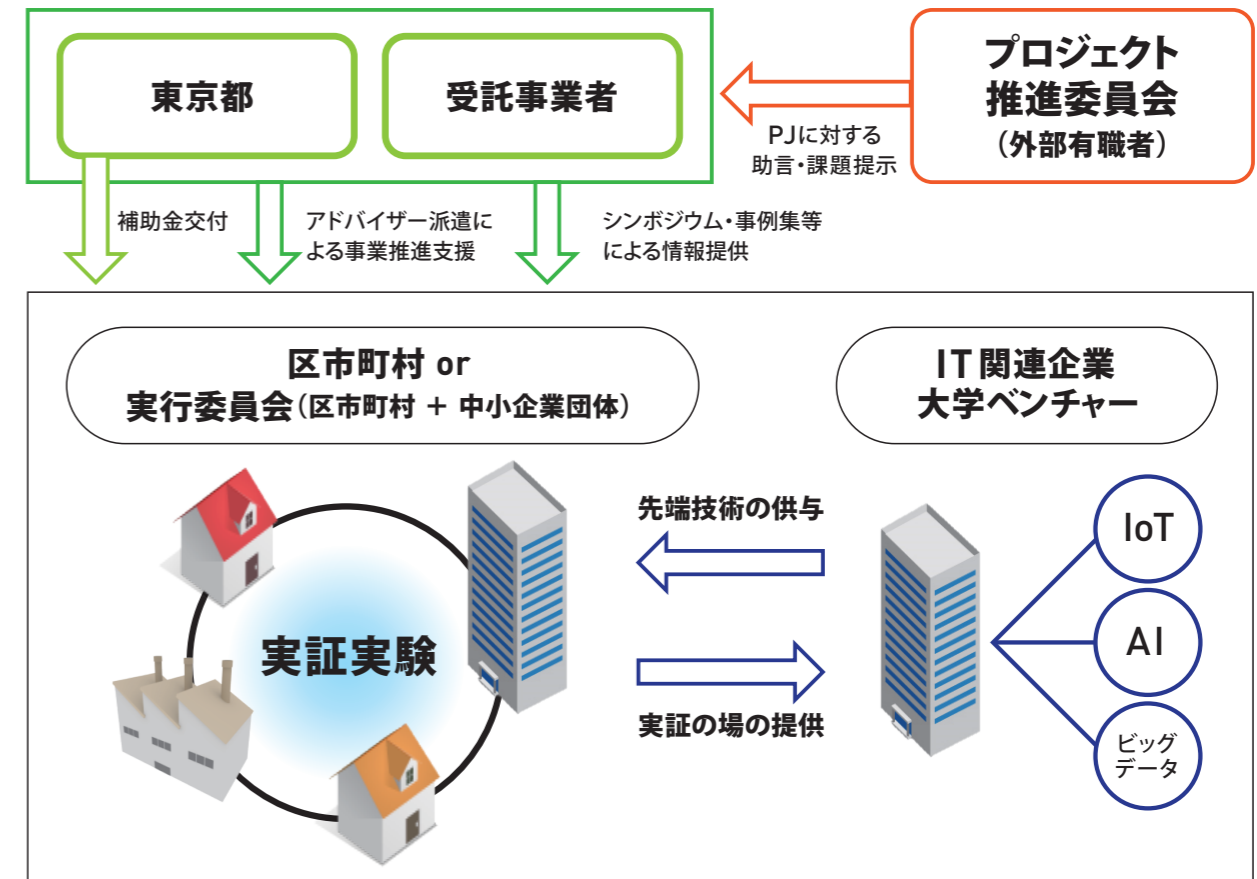 東京都
受託事業者
プロジェクト
推進委員会
（外部有職者）
PJに対する
助言・課題提示
補助金交付
アドバイザー派遣に
よる事業推進支援
シンボジウム・事例集等
による情報提供
区市町村 or
実行委員会（区市町村 ＋ 中小企業団体）
IT関連企業
大学ベンチャー
先端技術の供与
実証実験
実証の場の提供
IoT
AI
ビッグ
データ